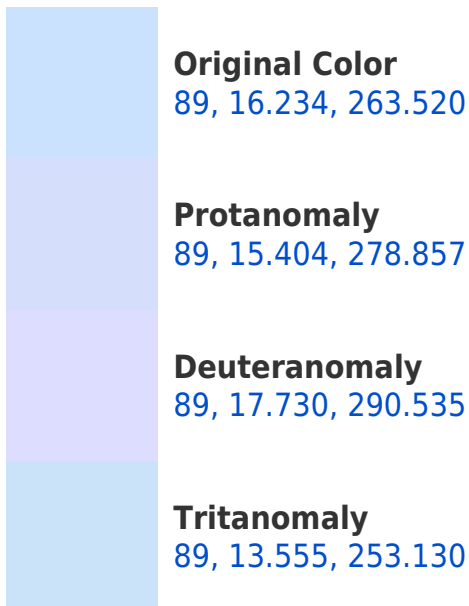 Original Color
89, 16.234, 263.520
Protanomaly
89, 15.404, 278.857
Deuteranomaly
89, 17.730, 290.535
Tritanomaly
89, 13.555, 253.130